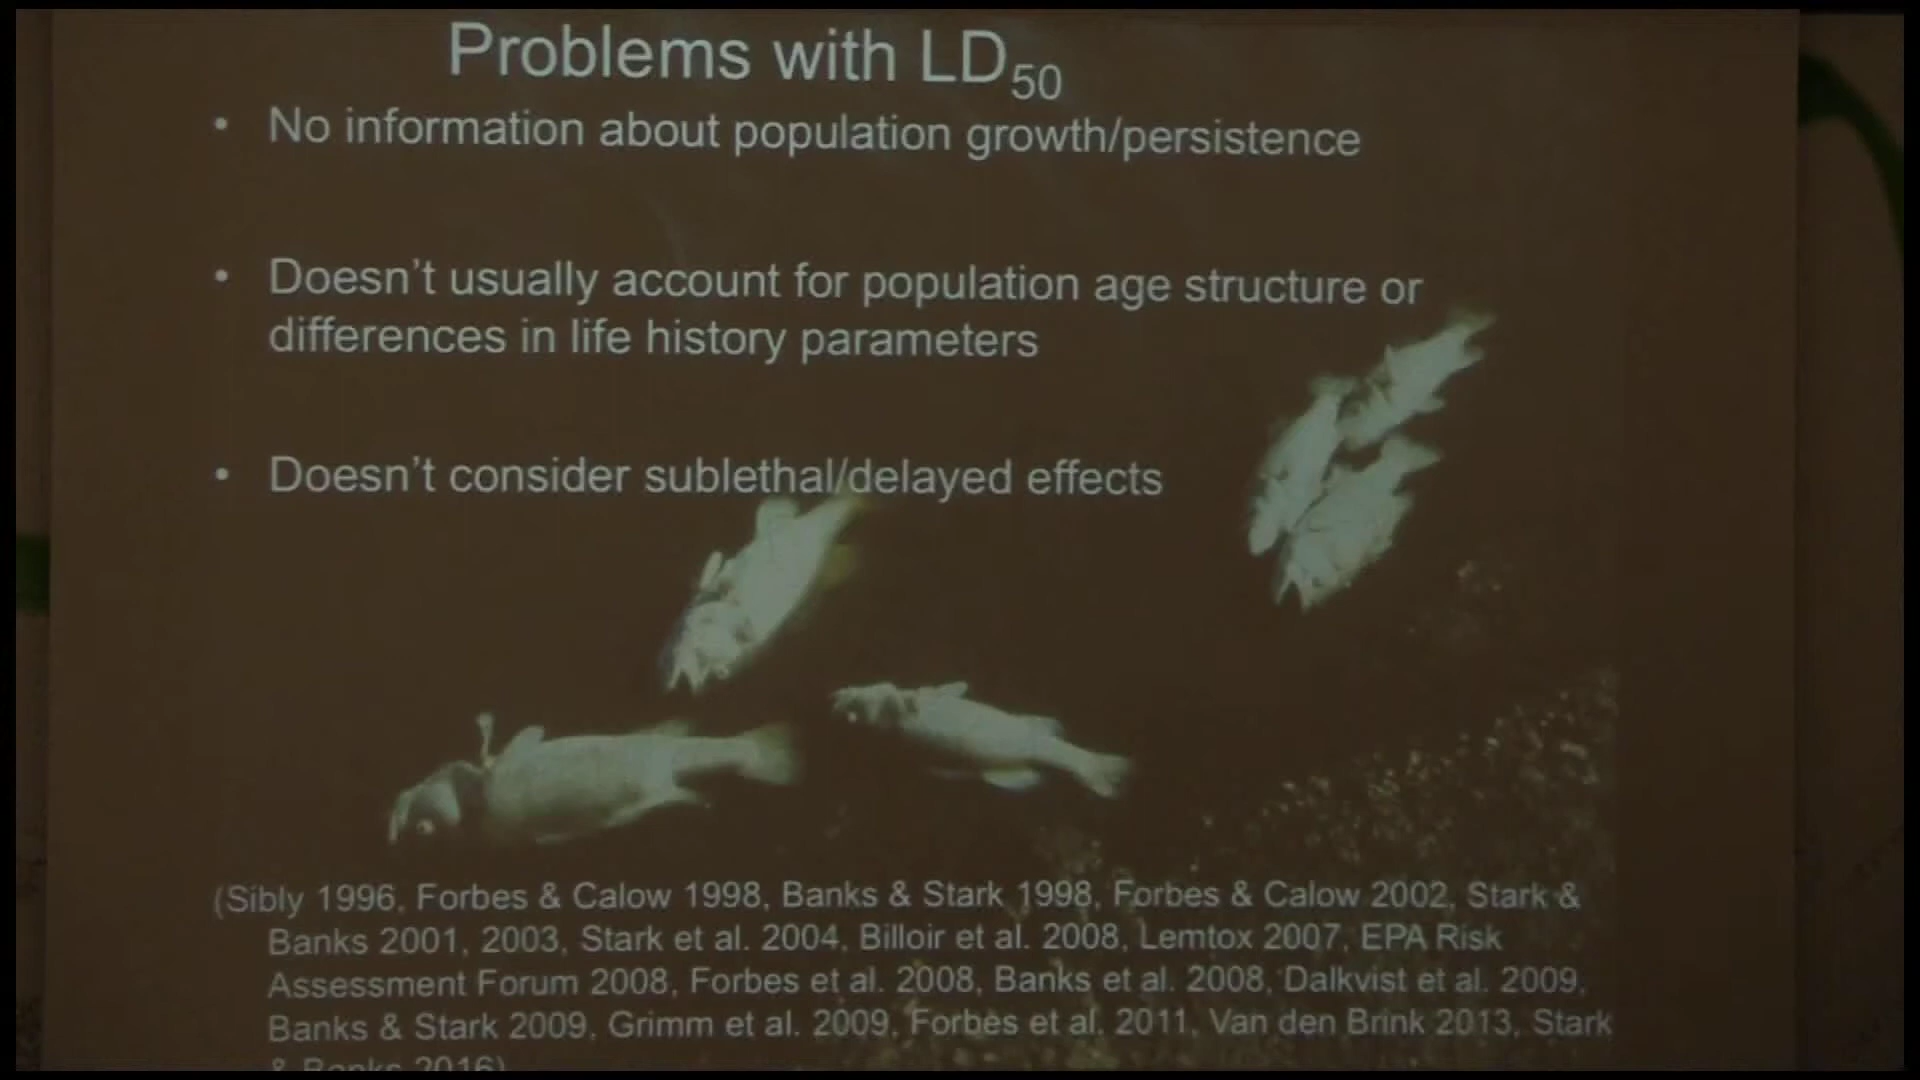 Problems with LD50
• No information about population growth/persistence
• Doesn't usually account for population age structure or
differences in life history parameters
• Doesn't consider sublethal/delayed effects
(Sibly 1996, Forbes & Calow 1998, Banks & Stark 1998, Forbes & Calow 2002, Stark &
Banks 2001, 2003, Stark et al. 2004, Billoir et al. 2008, Lemtox 2007, EPA Risk
Assessment Forum 2008, Forbes et al. 2008, Banks et al. 2008, Dalkvist et al. 2009,
Banks & Stark 2009, Grimm et al. 2009, Forbes et al. 2011, Van den Brink 2013, Stark
& Banks 2016)